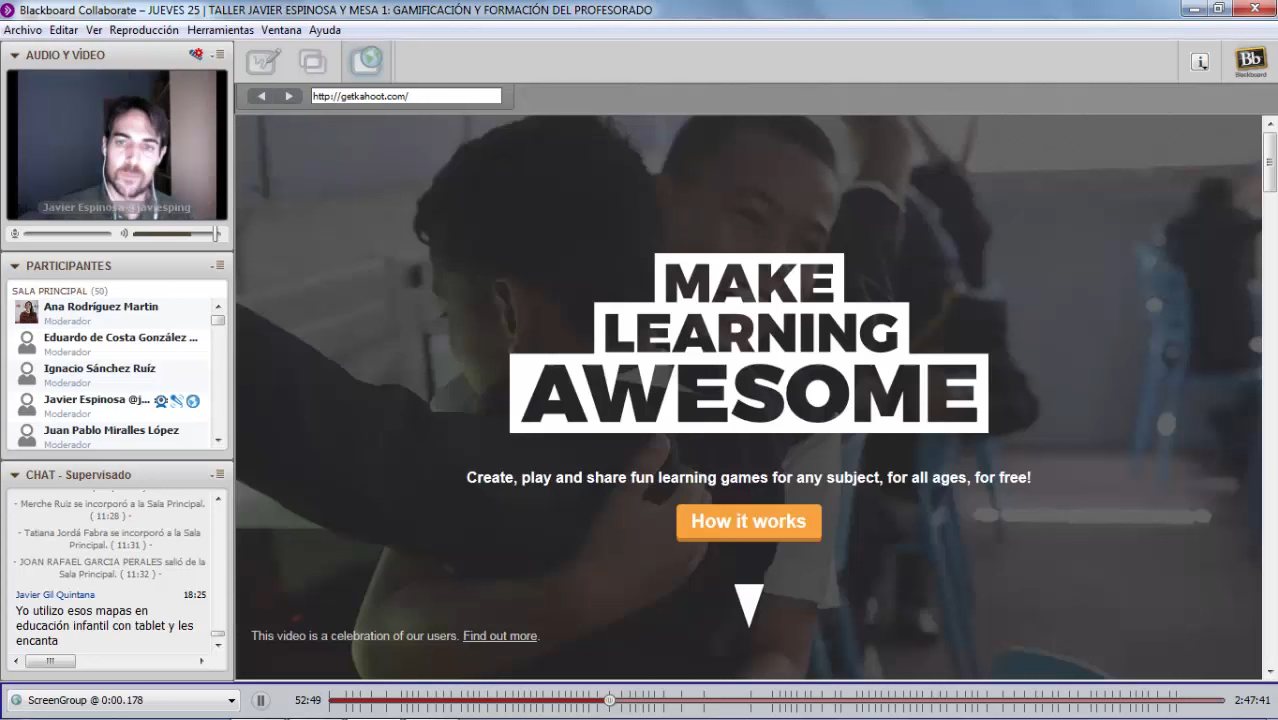 Blackboard Collaborate – JUEVES 25 | TALLER JAVIER ESPINOSA Y MESA 1: GAMIFICACIÓN Y FORMACIÓN DEL PROFESORADO
Archivo Editar Ver Reproducción Herramientas Ventana Ayuda
AUDIO Y VÍDEO
Javier Espinosa @javiesping
PARTICIPANTES
SALA PRINCIPAL (50)
Ana Rodríguez Martin
Moderador
Eduardo de Costa González ...
Moderador
Ignacio Sánchez Ruíz
Moderador
Javier Espinosa @j...
Moderador
Juan Pablo Miralles López
Moderador
CHAT - Supervisado
- Merche Ruiz se incorporó a la Sala Principal.
( 11:28 ) -
- Tatiana Jordá Fabra se incorporó a la Sala
Principal. ( 11:31 ) -
- JOAN RAFAEL GARCIA PERALES salió de la
Sala Principal. ( 11:32 ) -
Javier Gil Quintana 18:25
Yo utilizo esos mapas en
educación infantil con tablet y les
encanta
i
Bb
Blackboard
http://getkahoot.com/
MAKE
LEARNING
AWESOME
Create, play and share fun learning games for any subject, for all ages, for free!
How it works
This video is a celebration of our users. Find out more.
ScreenGroup @ 0:00.178
52:49
2:47:41